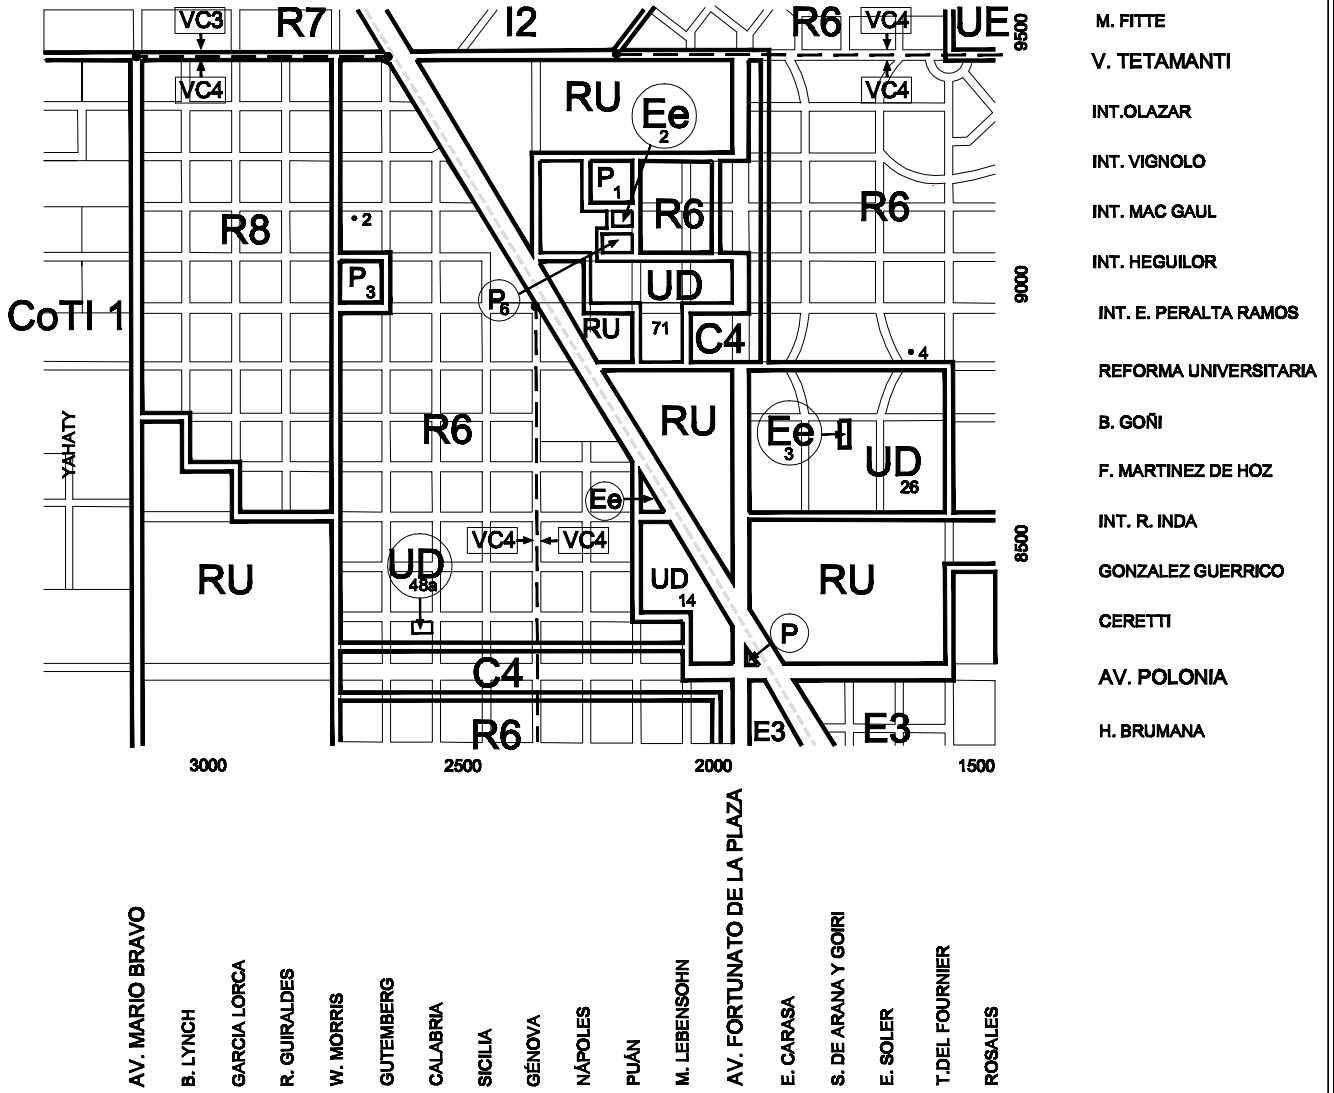 VC3
R7
I2
R6
VC4
UE
9500
M. FITTE
V. TETAMANTI
VC4
VC4
RU
Ee
2
INT.OLAZAR
INT. VIGNOLO
P1
R8
2
R6
R6
INT. MAC GAUL
INT. HEGUILOR
P3
UD
9000
P6
CoTI 1
RU
71
C4
4
INT. E. PERALTA RAMOS
REFORMA UNIVERSITARIA
YAHATY
R6
RU
Ee
3
UD
26
B. GOÑI
F. MARTINEZ DE HOZ
Ee
INT. R. INDA
VC4
VC4
8500
RU
UD
48a
UD
14
RU
GONZALEZ GUERRICO
CERETTI
P
C4
AV. POLONIA
R6
E3
E3
H. BRUMANA
3000
2500
2000
1500
AV. MARIO BRAVO
B. LYNCH
GARCIA LORCA
R. GUIRALDES
W. MORRIS
GUTEMBERG
CALABRIA
SICILIA
GÉNOVA
NÁPOLES
PUÁN
M. LEBENSOHN
AV. FORTUNATO DE LA PLAZA
E. CARASA
S. DE ARANA Y GOIRI
E. SOLER
T.DEL FOURNIER
ROSALES